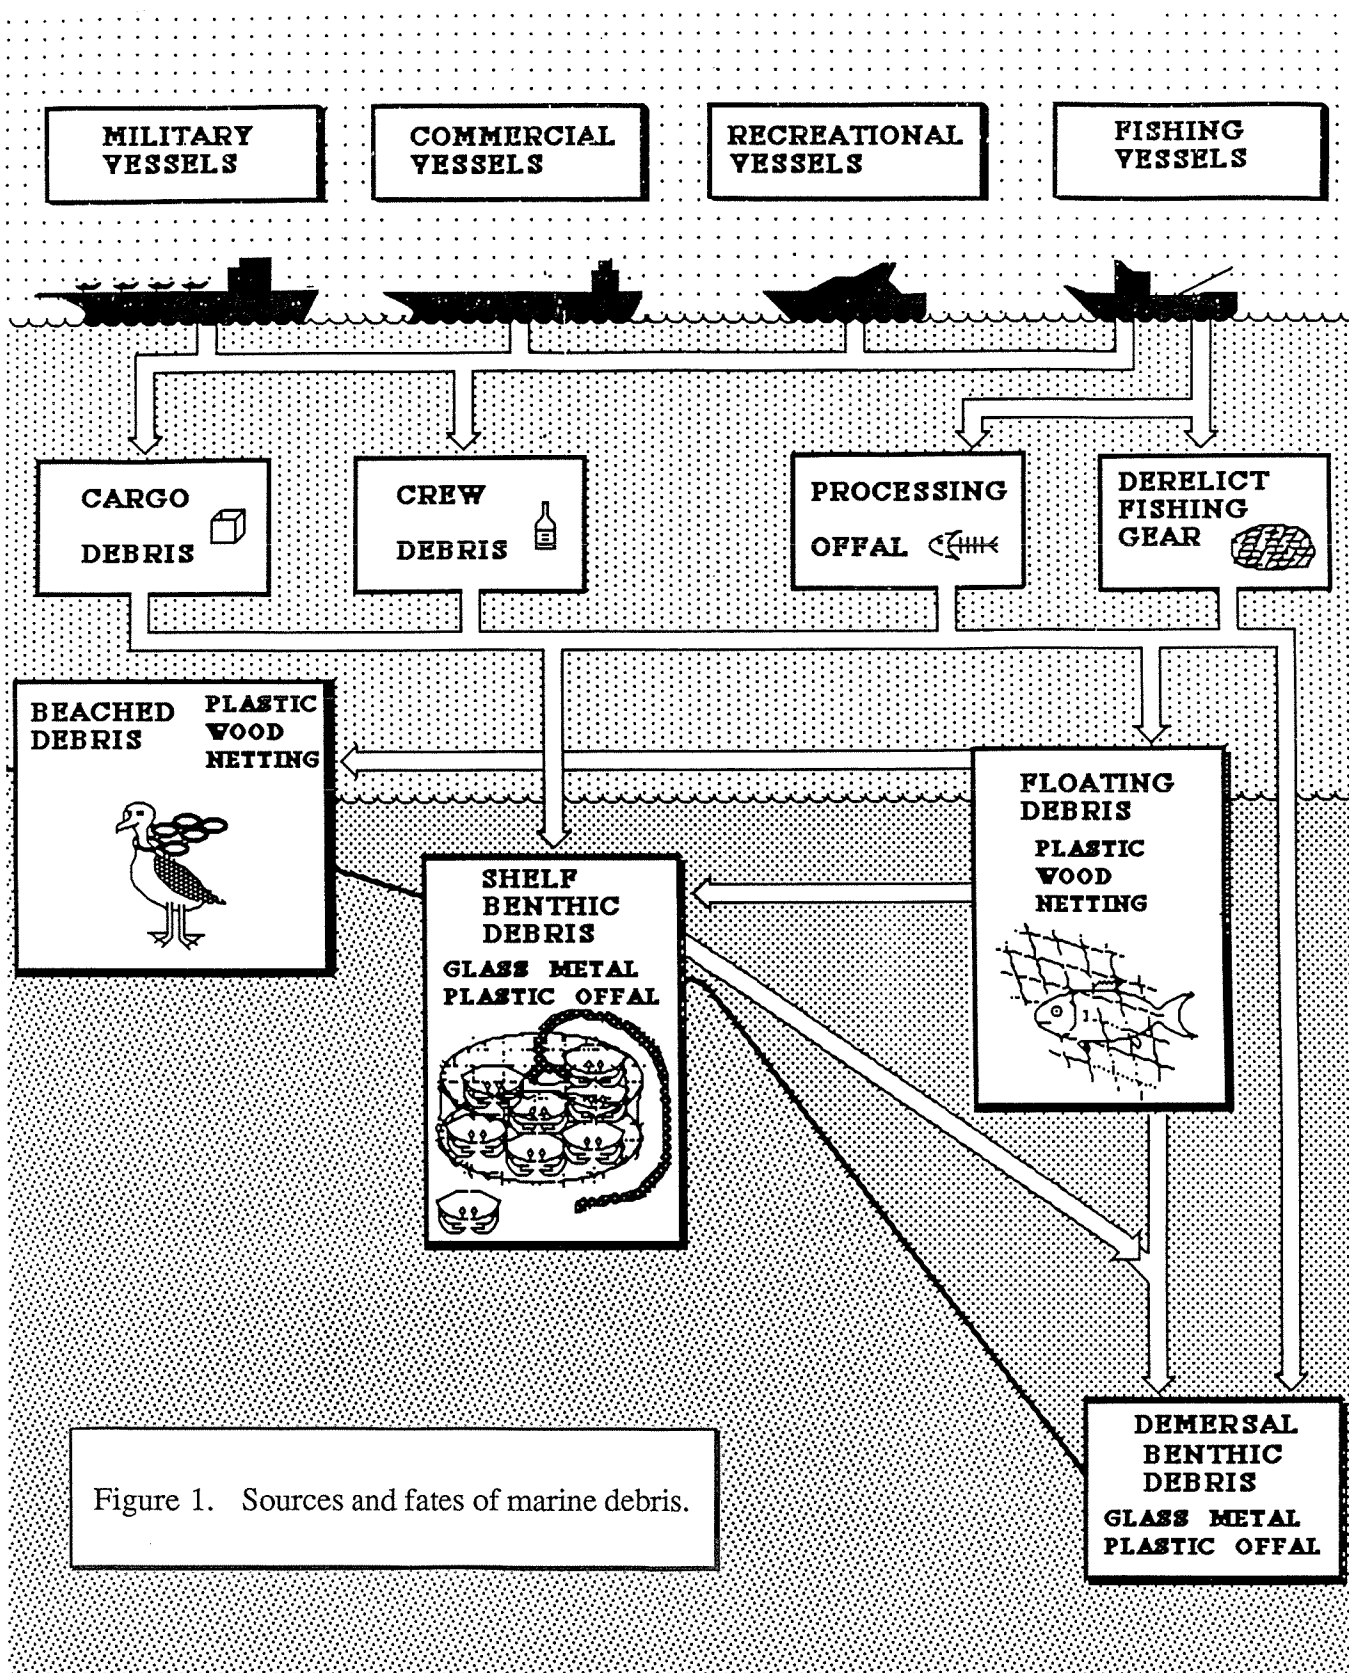 MILITARY
VESSELS
COMMERCIAL
VESSELS
RECREATIONAL
VESSELS
FISHING
VESSELS
CARGO
DEBRIS
CREW
DEBRIS
PROCESSING
OFFAL
DERELICT
FISHING
GEAR
BEACHED
DEBRIS
PLASTIC
WOOD
NETTING
FLOATING
DEBRIS
PLASTIC
WOOD
NETTING
SHELF
BENTHIC
DEBRIS
GLASS METAL
PLASTIC OFFAL
DEMERSAL
BENTHIC
DEBRIS
GLASS METAL
PLASTIC OFFAL
Figure 1. Sources and fates of marine debris.